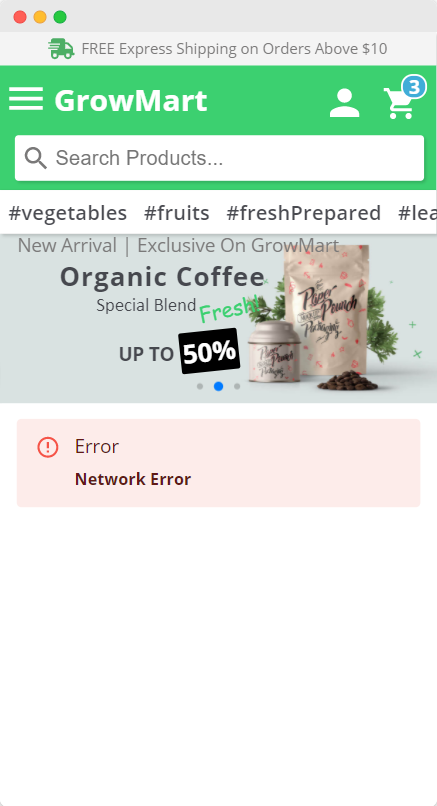 FREE Express Shipping on Orders Above $10
GrowMart
3
Search Products...
#vegetables #fruits #freshPrepared #lea
New Arrival | Exclusive On GrowMart
Organic Coffee
Special Blend Fresh!
UP TO 50%
Paper
Pouch
Packaging
Paper
Pouch
Packaging
Error
Network Error